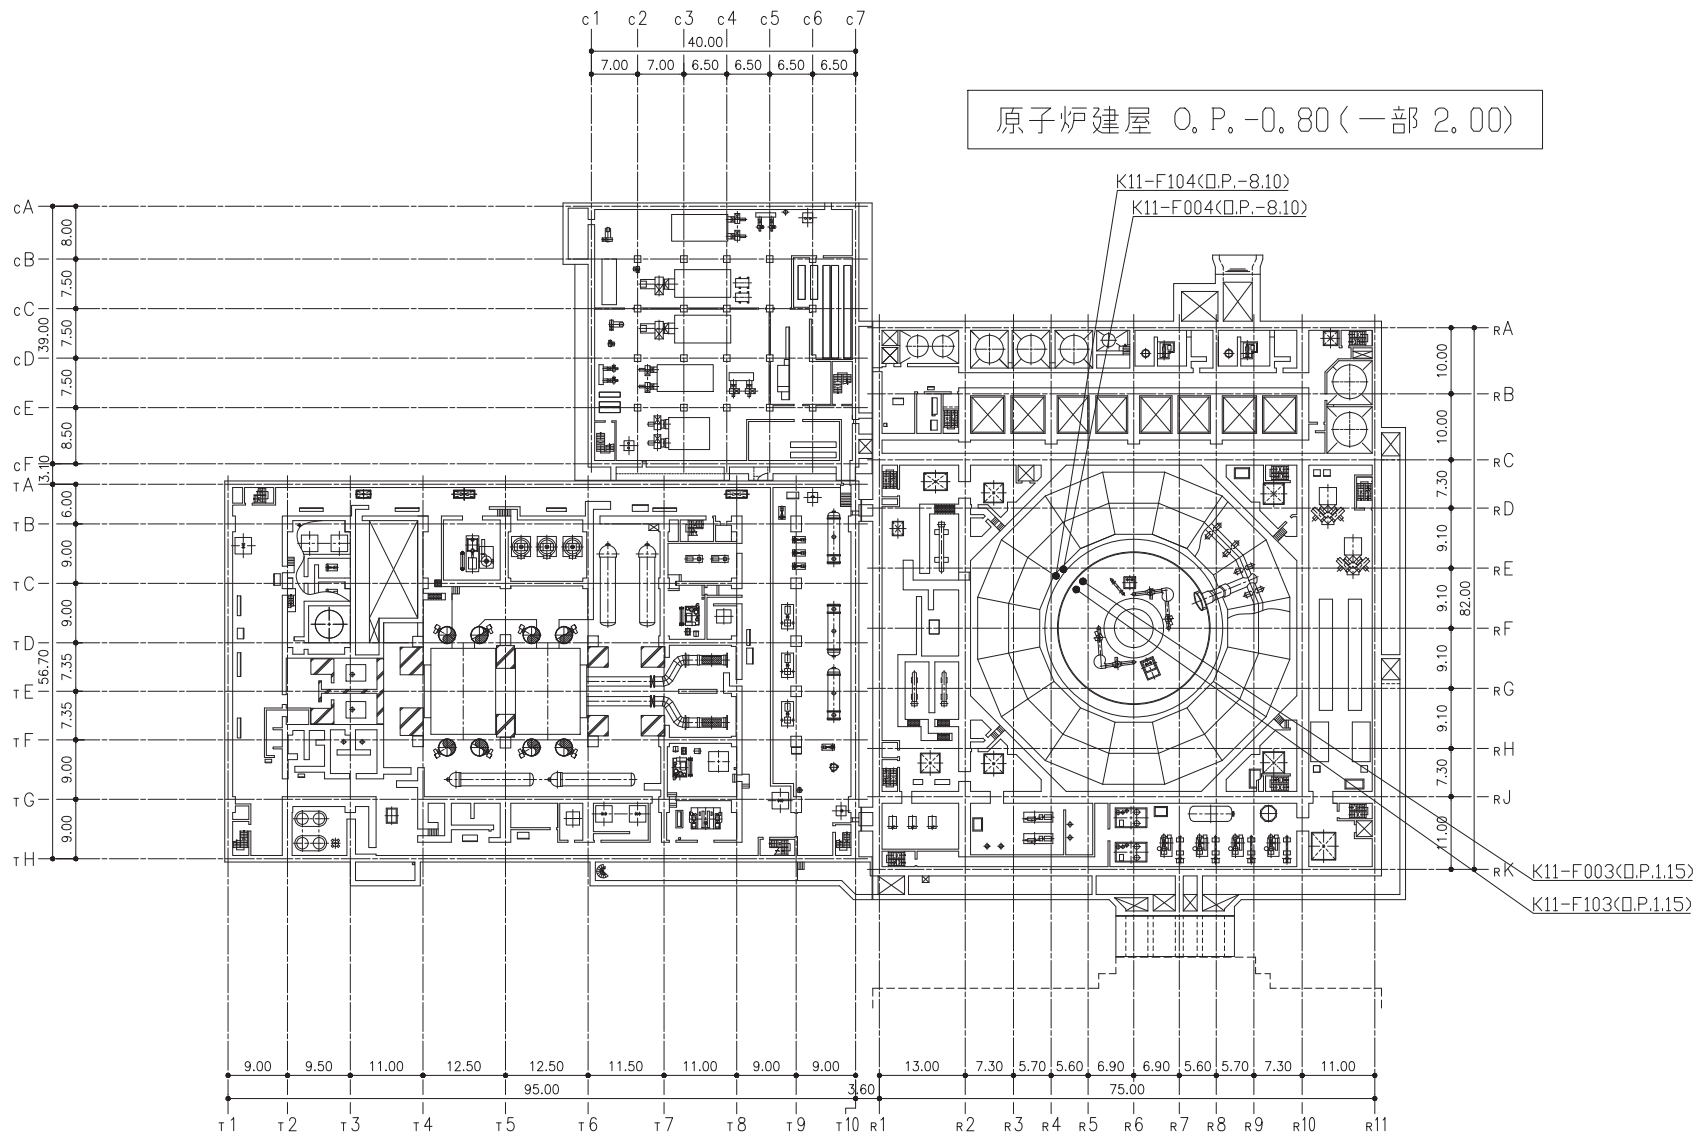 c1 c2 c3 c4 c5 c6 c7
40.00
7.00 7.00 6.50 6.50 6.50 6.50
原子炉建屋 O.P.-0.80(一部 2.00)
K11-F104(O.P.-8.10)
K11-F004(O.P.-8.10)
cA
8.00
cB
7.50
cC
39.00
7.50
cD
7.50
cE
8.50
cF
3.10
TA
6.00
TB
9.00
TC
9.00
TD
56.70
7.35
TE
7.35
TF
9.00
TG
9.00
TH
RA
10.00
RB
10.00
RC
7.30
RD
9.10
RE
9.10
82.00
RF
9.10
RG
9.10
RH
7.30
RJ
11.00
RK
K11-F003(O.P.1.15)
K11-F103(O.P.1.15)
9.00 9.50 11.00 12.50 12.50 11.50 11.00 9.00 9.00 13.00 7.30 5.70 5.60 6.90 6.90 5.60 5.70 7.30 11.00
95.00 3.60 75.00
T1 T2 T3 T4 T5 T6 T7 T8 T9 T10 R1 R2 R3 R4 R5 R6 R7 R8 R9 R10 R11